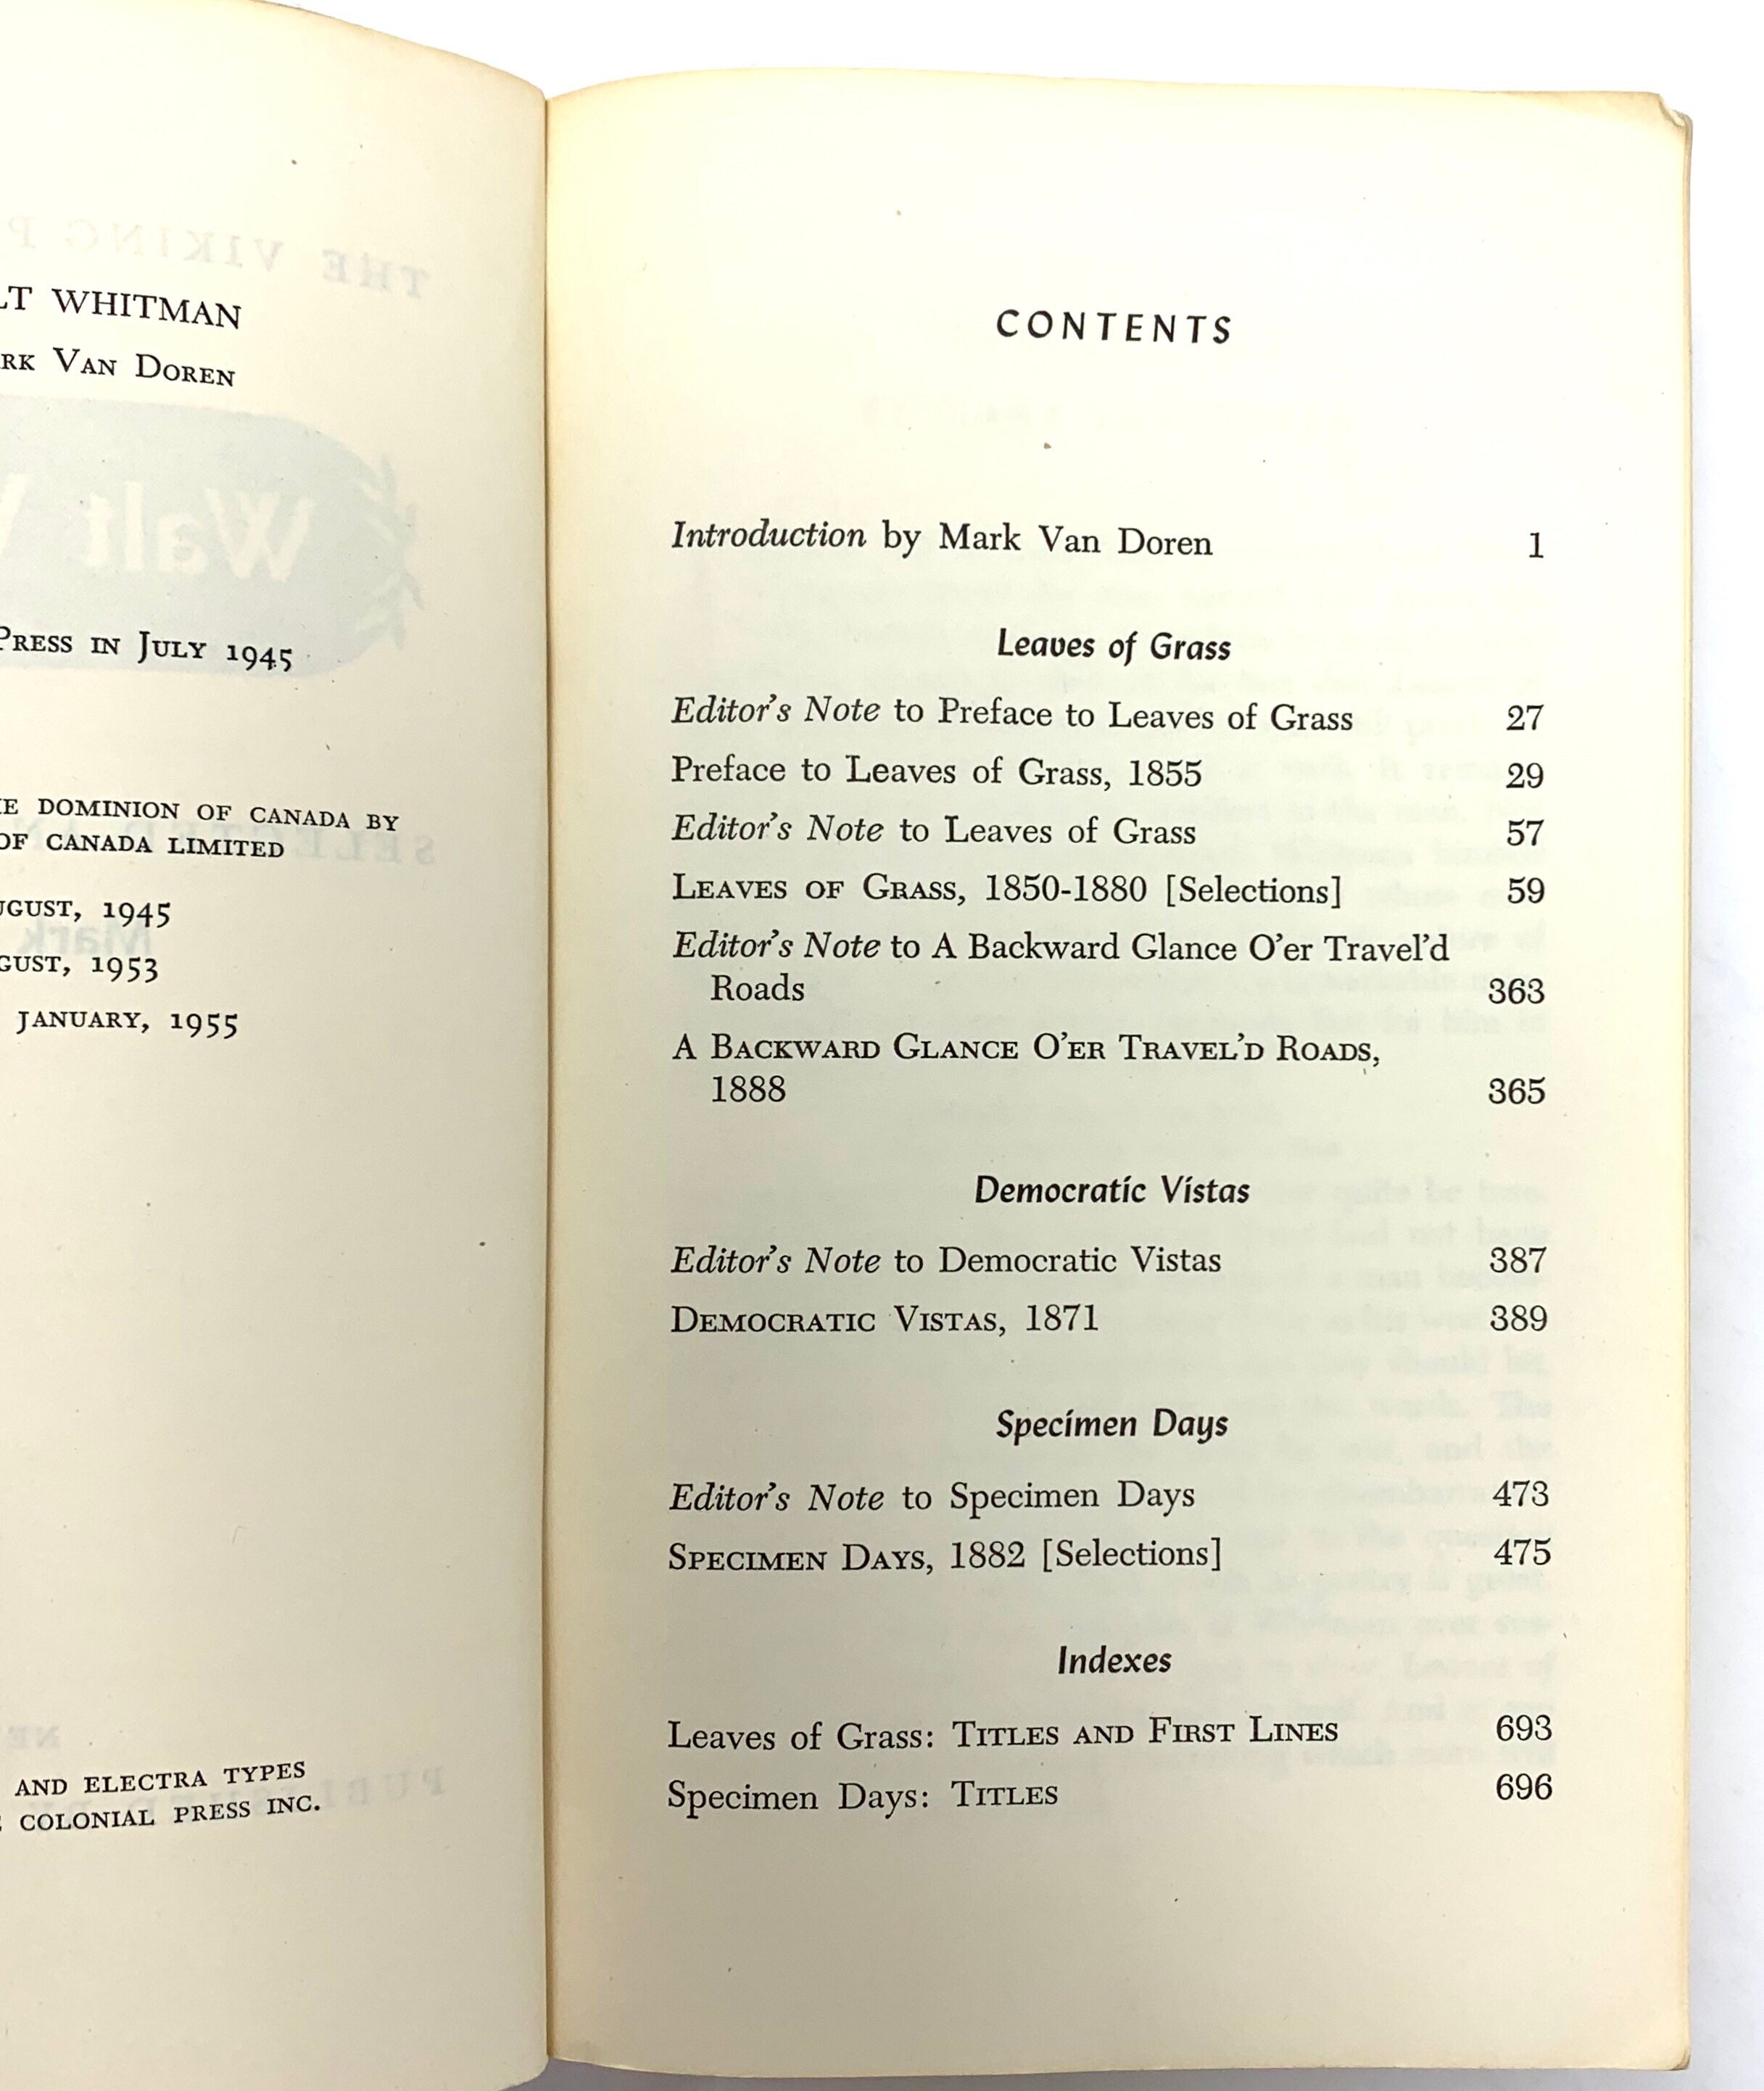 LT WHITMAN
RK VAN DOREN
PRESS IN JULY 1945
E DOMINION OF CANADA BY
OF CANADA LIMITED
UGUST, 1945
GUST, 1953
JANUARY, 1955
AND ELECTRA TYPES
COLONIAL PRESS INC.
CONTENTS
Introduction by Mark Van Doren 1
Leaves of Grass
Editor's Note to Preface to Leaves of Grass 27
Preface to Leaves of Grass, 1855 29
Editor's Note to Leaves of Grass 57
LEAVES OF GRASS, 1850-1880 [Selections] 59
Editor's Note to A Backward Glance O'er Travel'd
Roads 363
A BACKWARD GLANCE O'ER TRAVEL'D ROADS,
1888 365
Democratic Vistas
Editor's Note to Democratic Vistas 387
DEMOCRATIC VISTAS, 1871 389
Specimen Days
Editor's Note to Specimen Days 473
SPECIMEN DAYS, 1882 [Selections] 475
Indexes
Leaves of Grass: TITLES AND FIRST LINES 693
Specimen Days: TITLES 696